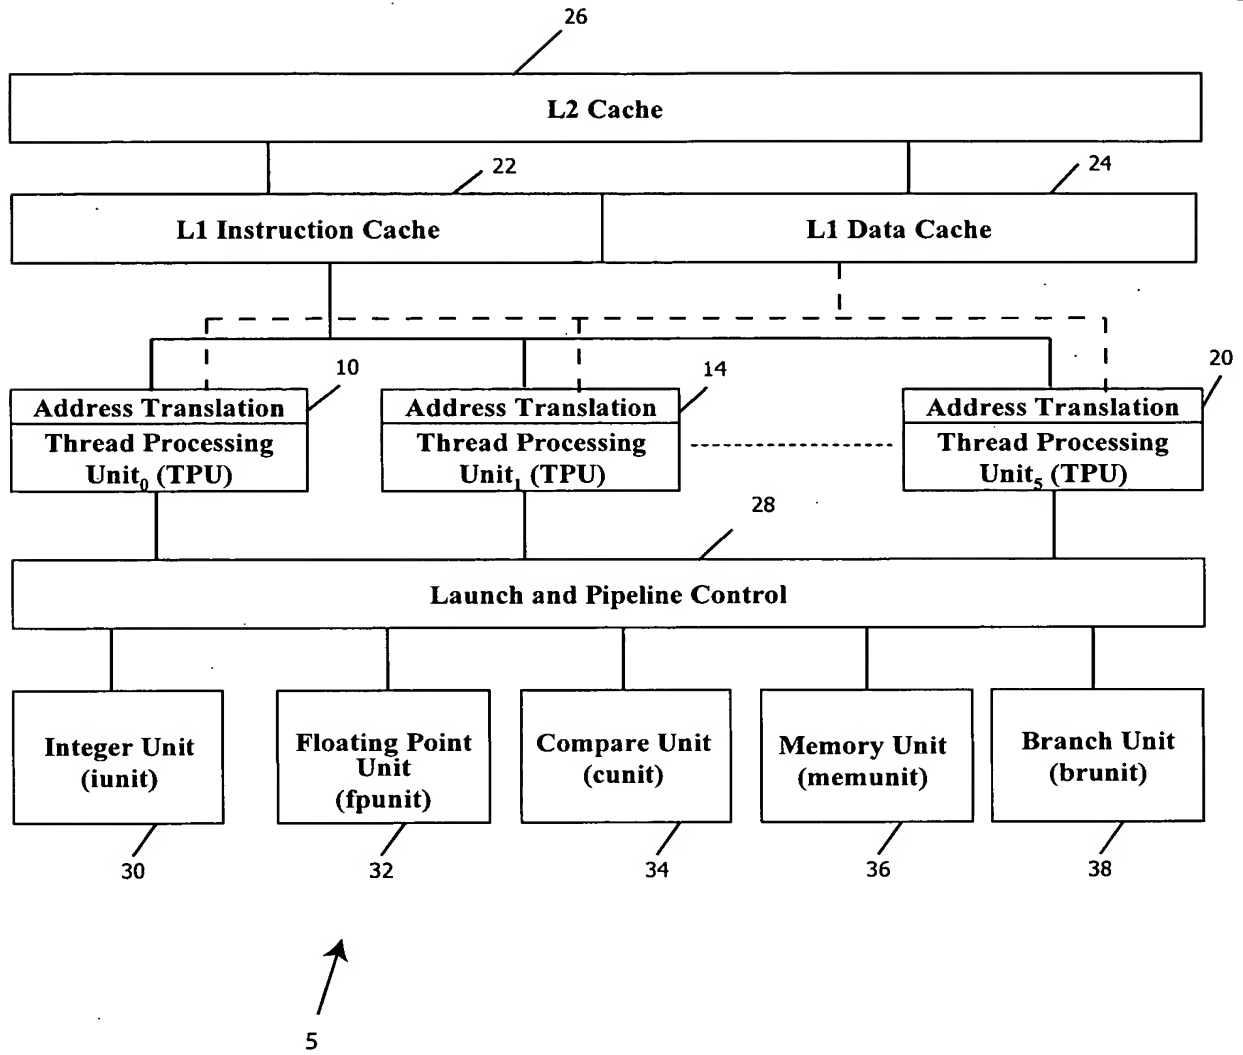 26
L2 Cache
22
24
L1 Instruction Cache
L1 Data Cache
10
14
20
Address Translation
Address Translation
Address Translation
Thread Processing
Unit₀ (TPU)
Thread Processing
Unit₁ (TPU)
Thread Processing
Unit₅ (TPU)
28
Launch and Pipeline Control
Integer Unit
(iunit)
Floating Point
Unit
(fpunit)
Compare Unit
(cunit)
Memory Unit
(memunit)
Branch Unit
(brunit)
30
32
34
36
38
5